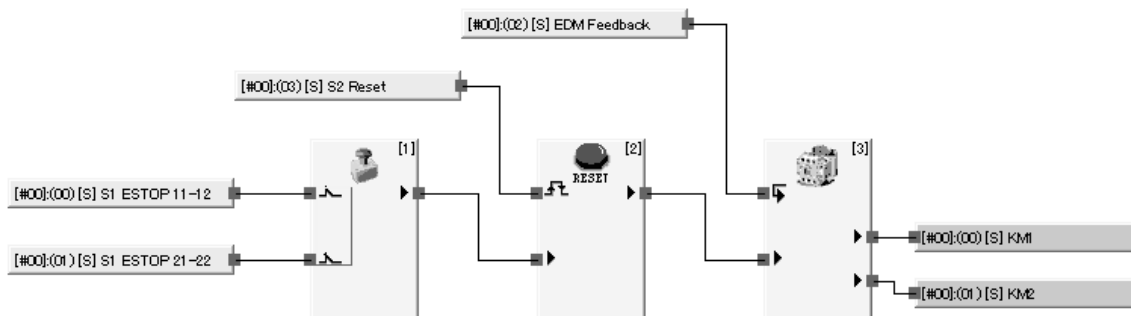 [#00]:(02) [S] EDM Feedback
[#00]:(03) [S] S2 Reset
[1]
[2]
[3]
RESET
[#00]:(00) [S] S1 ESTOP 11-12
[#00]:(00) [S] KM1
[#00]:(01) [S] S1 ESTOP 21-22
[#00]:(01) [S] KM2